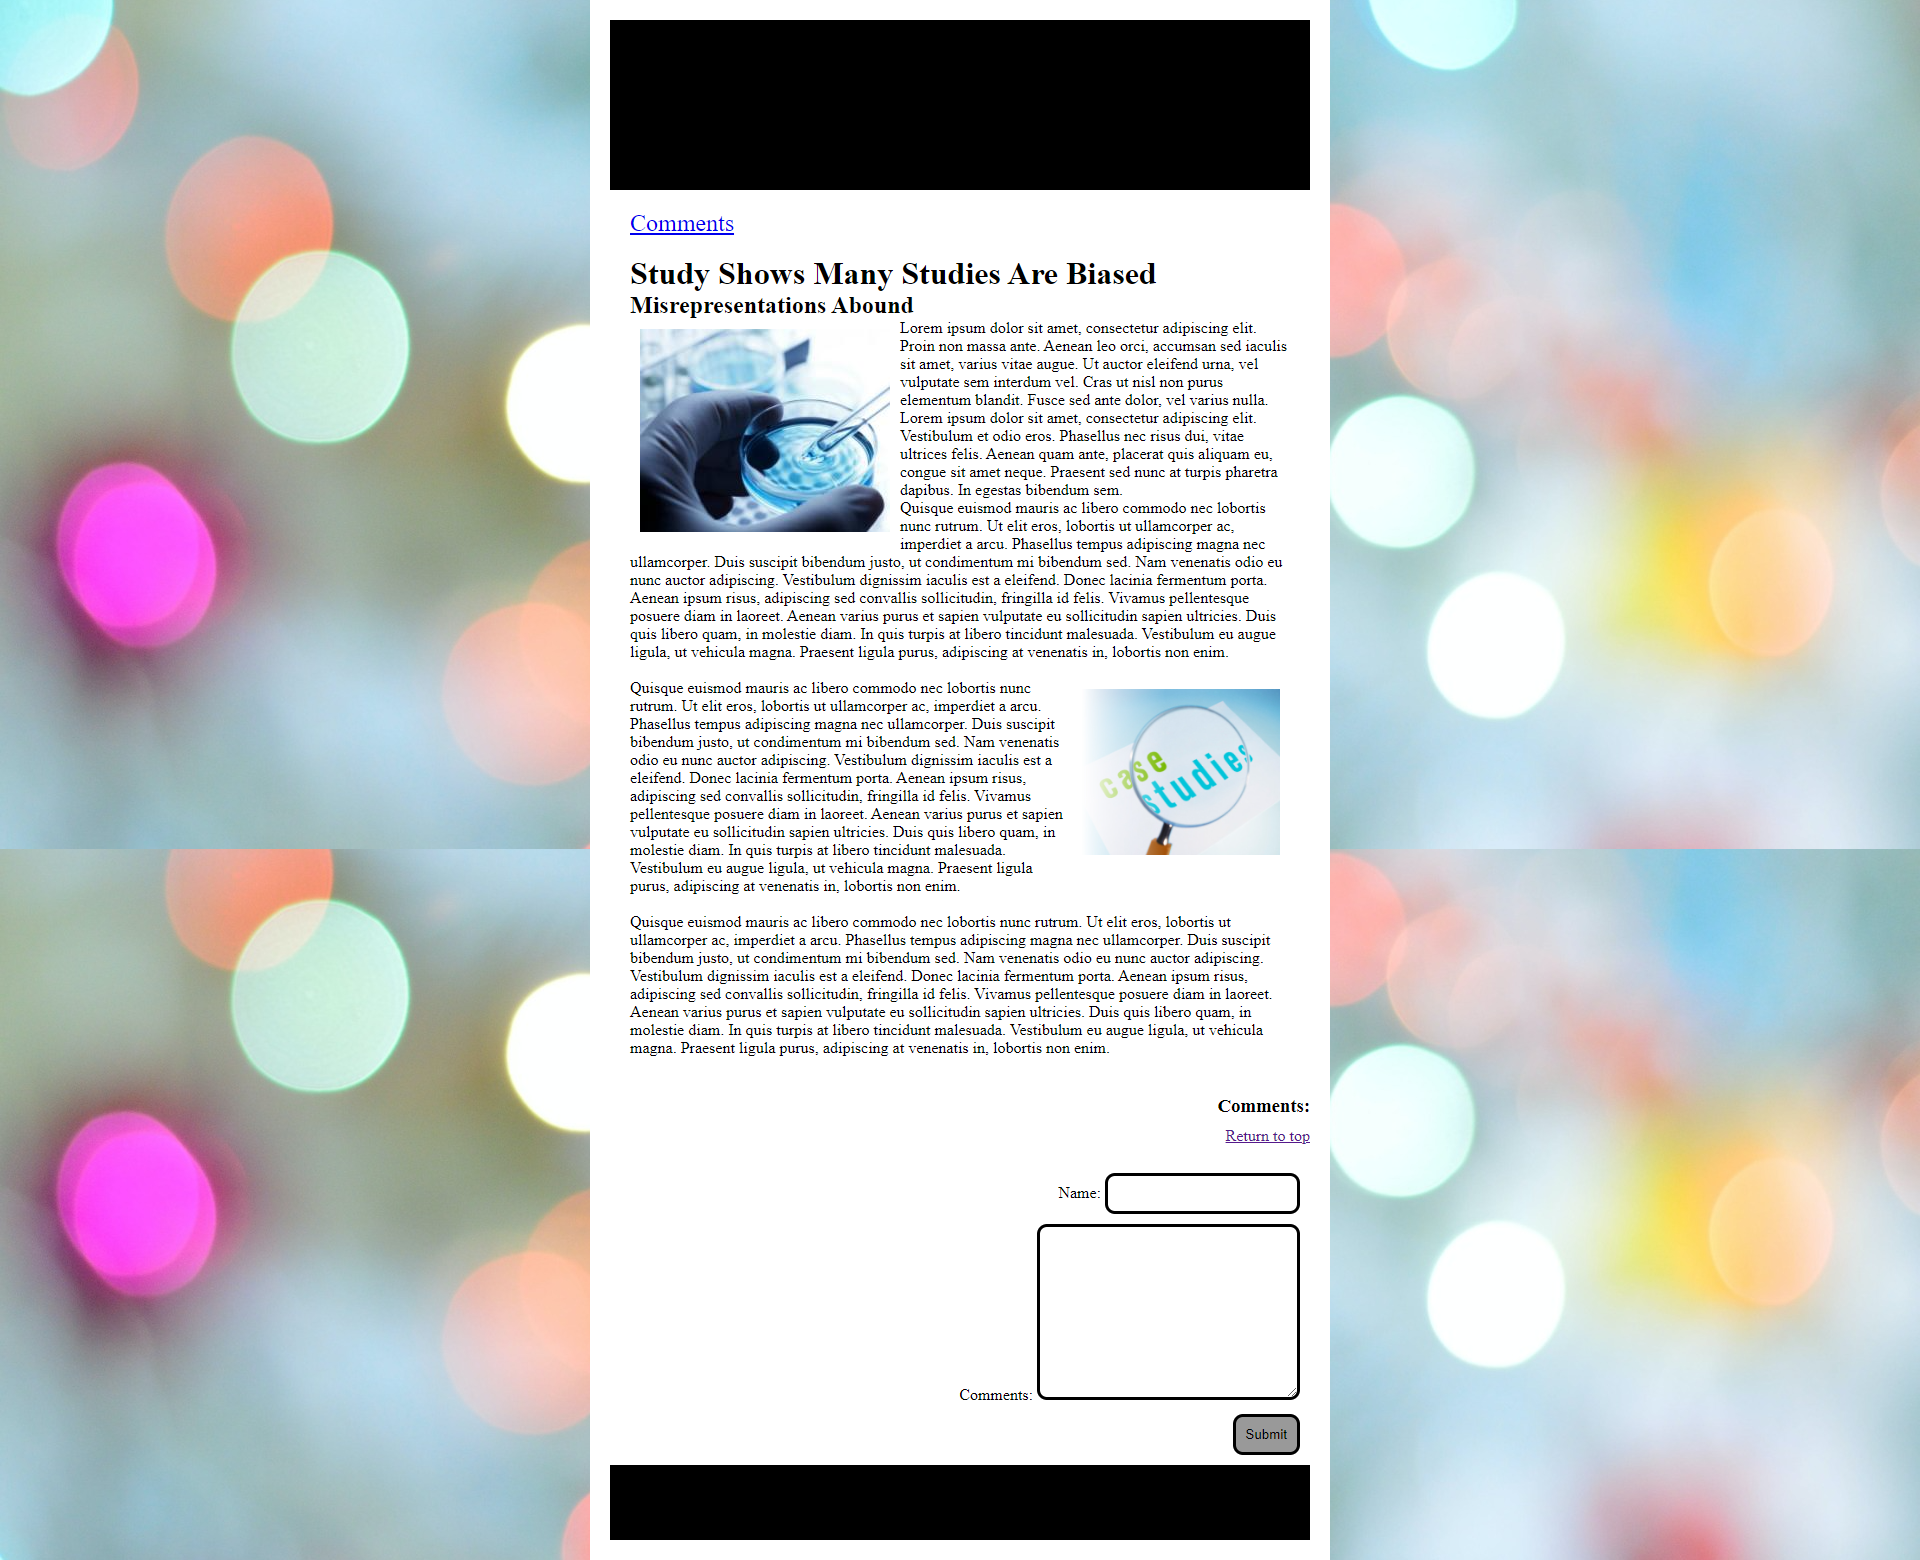 Comments
Study Shows Many Studies Are Biased
Misrepresentations Abound
Lorem ipsum dolor sit amet, consectetur adipiscing elit.
Proin non massa ante. Aenean leo orci, accumsan sed iaculis
sit amet, varius vitae augue. Ut auctor eleifend urna, vel
vulputate sem interdum vel. Cras ut nisl non purus
elementum blandit. Fusce sed ante dolor, vel varius nulla.
Lorem ipsum dolor sit amet, consectetur adipiscing elit.
Vestibulum et odio eros. Phasellus nec risus dui, vitae
ultrices felis. Aenean quam ante, placerat quis aliquam eu,
congue sit amet neque. Praesent sed nunc at turpis pharetra
dapibus. In egestas bibendum sem.
Quisque euismod mauris ac libero commodo nec lobortis
nunc rutrum. Ut elit eros, lobortis ut ullamcorper ac,
imperdiet a arcu. Phasellus tempus adipiscing magna nec
ullamcorper. Duis suscipit bibendum justo, ut condimentum mi bibendum sed. Nam venenatis odio eu
nunc auctor adipiscing. Vestibulum dignissim iaculis est a eleifend. Donec lacinia fermentum porta.
Aenean ipsum risus, adipiscing sed convallis sollicitudin, fringilla id felis. Vivamus pellentesque
posuere diam in laoreet. Aenean varius purus et sapien vulputate eu sollicitudin sapien ultricies. Duis
quis libero quam, in molestie diam. In quis turpis at libero tincidunt malesuada. Vestibulum eu augue
ligula, ut vehicula magna. Praesent ligula purus, adipiscing at venenatis in, lobortis non enim.
Quisque euismod mauris ac libero commodo nec lobortis nunc
rutrum. Ut elit eros, lobortis ut ullamcorper ac, imperdiet a arcu.
Phasellus tempus adipiscing magna nec ullamcorper. Duis suscipit
bibendum justo, ut condimentum mi bibendum sed. Nam venenatis
odio eu nunc auctor adipiscing. Vestibulum dignissim iaculis est a
eleifend. Donec lacinia fermentum porta. Aenean ipsum risus,
adipiscing sed convallis sollicitudin, fringilla id felis. Vivamus
pellentesque posuere diam in laoreet. Aenean varius purus et sapien
vulputate eu sollicitudin sapien ultricies. Duis quis libero quam, in
molestie diam. In quis turpis at libero tincidunt malesuada.
Vestibulum eu augue ligula, ut vehicula magna. Praesent ligula
purus, adipiscing at venenatis in, lobortis non enim.
case
studies
Quisque euismod mauris ac libero commodo nec lobortis nunc rutrum. Ut elit eros, lobortis ut
ullamcorper ac, imperdiet a arcu. Phasellus tempus adipiscing magna nec ullamcorper. Duis suscipit
bibendum justo, ut condimentum mi bibendum sed. Nam venenatis odio eu nunc auctor adipiscing.
Vestibulum dignissim iaculis est a eleifend. Donec lacinia fermentum porta. Aenean ipsum risus,
adipiscing sed convallis sollicitudin, fringilla id felis. Vivamus pellentesque posuere diam in laoreet.
Aenean varius purus et sapien vulputate eu sollicitudin sapien ultricies. Duis quis libero quam, in
molestie diam. In quis turpis at libero tincidunt malesuada. Vestibulum eu augue ligula, ut vehicula
magna. Praesent ligula purus, adipiscing at venenatis in, lobortis non enim.
Comments:
Return to top
Name:
Comments:
Submit